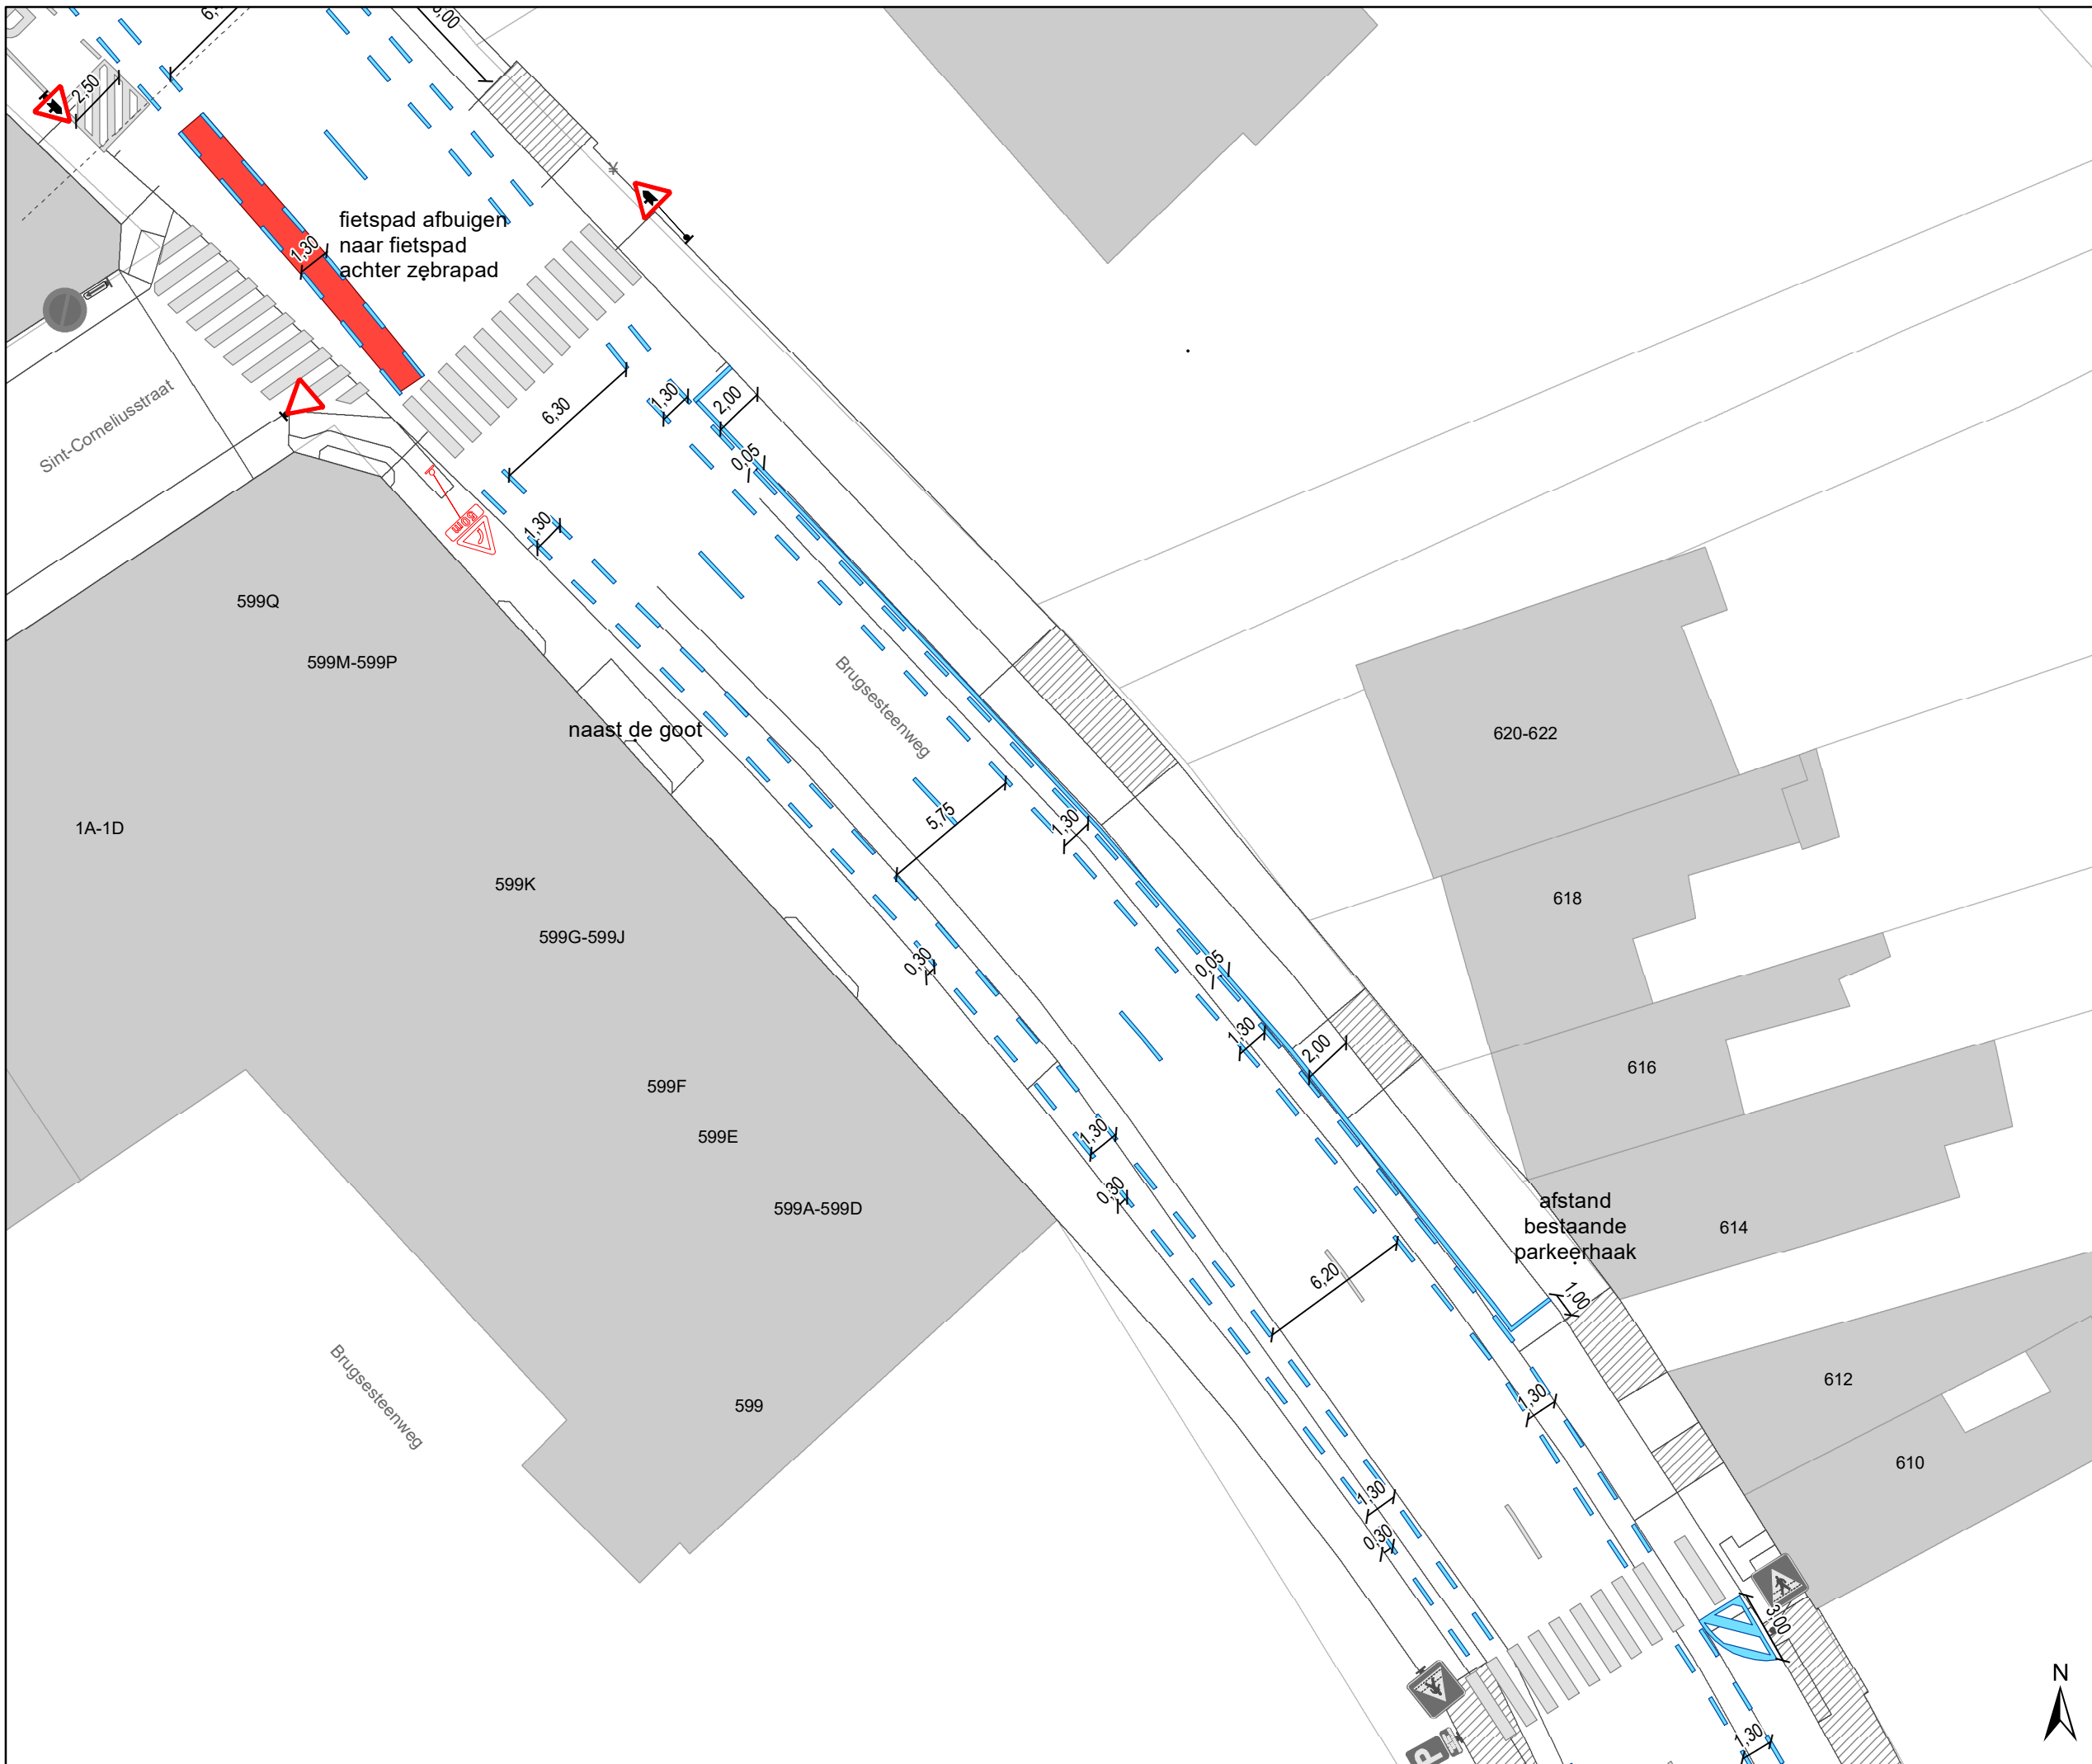 5,00
2,50
fietspad afbuigen
naar fietspad
achter zebrapad
1,30
Sint-Corneliusstraat
6,30
1,30
2,00
0,05
1,30
60m
599Q
599M-599P
naast de goot
Brugsesteenweg
620-622
1A-1D
5,75
1,30
599K
618
599G-599J
0,30
0,05
1,30
2,00
616
599F
599E
1,30
0,30
599A-599D
afstand
bestaande
parkeerhaak
614
6,20
1,00
Brugsesteenweg
599
612
1,30
610
1,30
0,30
3,00
N
P
1,30